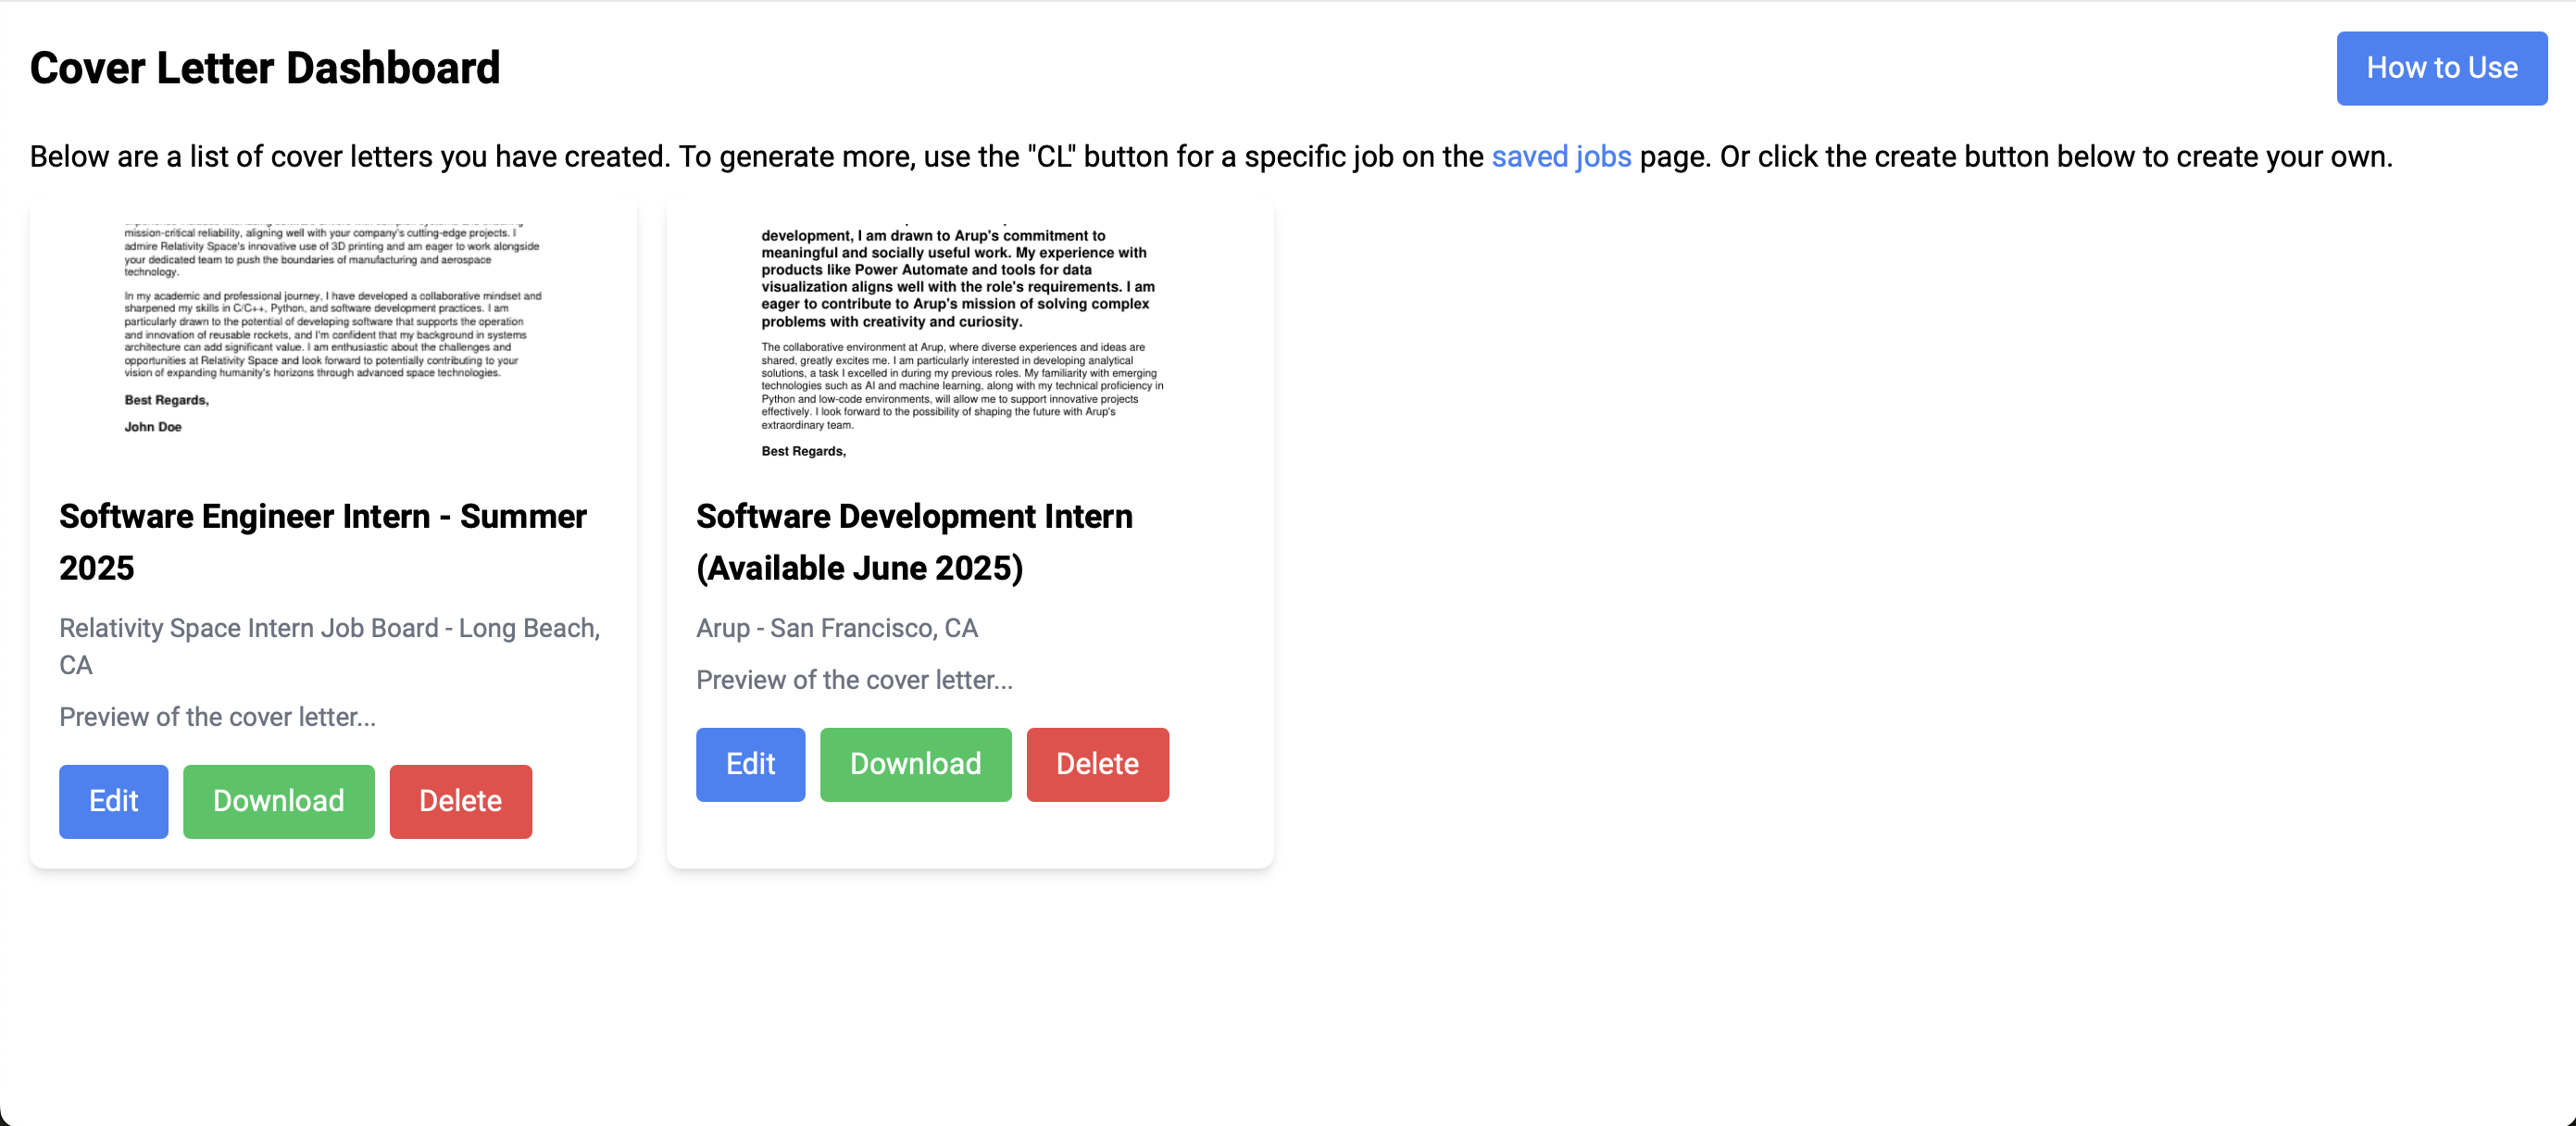 Cover Letter Dashboard
How to Use
Below are a list of cover letters you have created. To generate more, use the "CL" button for a specific job on the saved jobs page. Or click the create button below to create your own.
mission-critical reliability, aligning well with your company's cutting-edge projects. I
admire Relativity Space's innovative use of 3D printing and am eager to work alongside
your dedicated team to push the boundaries of manufacturing and aerospace
technology.
In my academic and professional journey, I have developed a collaborative mindset and
sharpened my skills in C/C++, Python, and software development practices. I am
particularly drawn to the potential of developing software that supports the operation
and innovation of reusable rockets, and I'm confident that my background in systems
architecture can add significant value. I am enthusiastic about the challenges and
opportunities at Relativity Space and look forward to potentially contributing to your
vision of expanding humanity's horizons through advanced space technologies.
Best Regards,
John Doe
Software Engineer Intern - Summer
2025
Relativity Space Intern Job Board - Long Beach,
CA
Preview of the cover letter...
Edit
Download
Delete
development, I am drawn to Arup's commitment to
meaningful and socially useful work. My experience with
products like Power Automate and tools for data
visualization aligns well with the role's requirements. I am
eager to contribute to Arup's mission of solving complex
problems with creativity and curiosity.
The collaborative environment at Arup, where diverse experiences and ideas are
shared, greatly excites me. I am particularly interested in developing analytical
solutions, a task I excelled in during my previous roles. My familiarity with emerging
technologies such as AI and machine learning, along with my technical proficiency in
Python and low-code environments, will allow me to support innovative projects
effectively. I look forward to the possibility of shaping the future with Arup's
extraordinary team.
Best Regards,
Software Development Intern
(Available June 2025)
Arup - San Francisco, CA
Preview of the cover letter...
Edit
Download
Delete